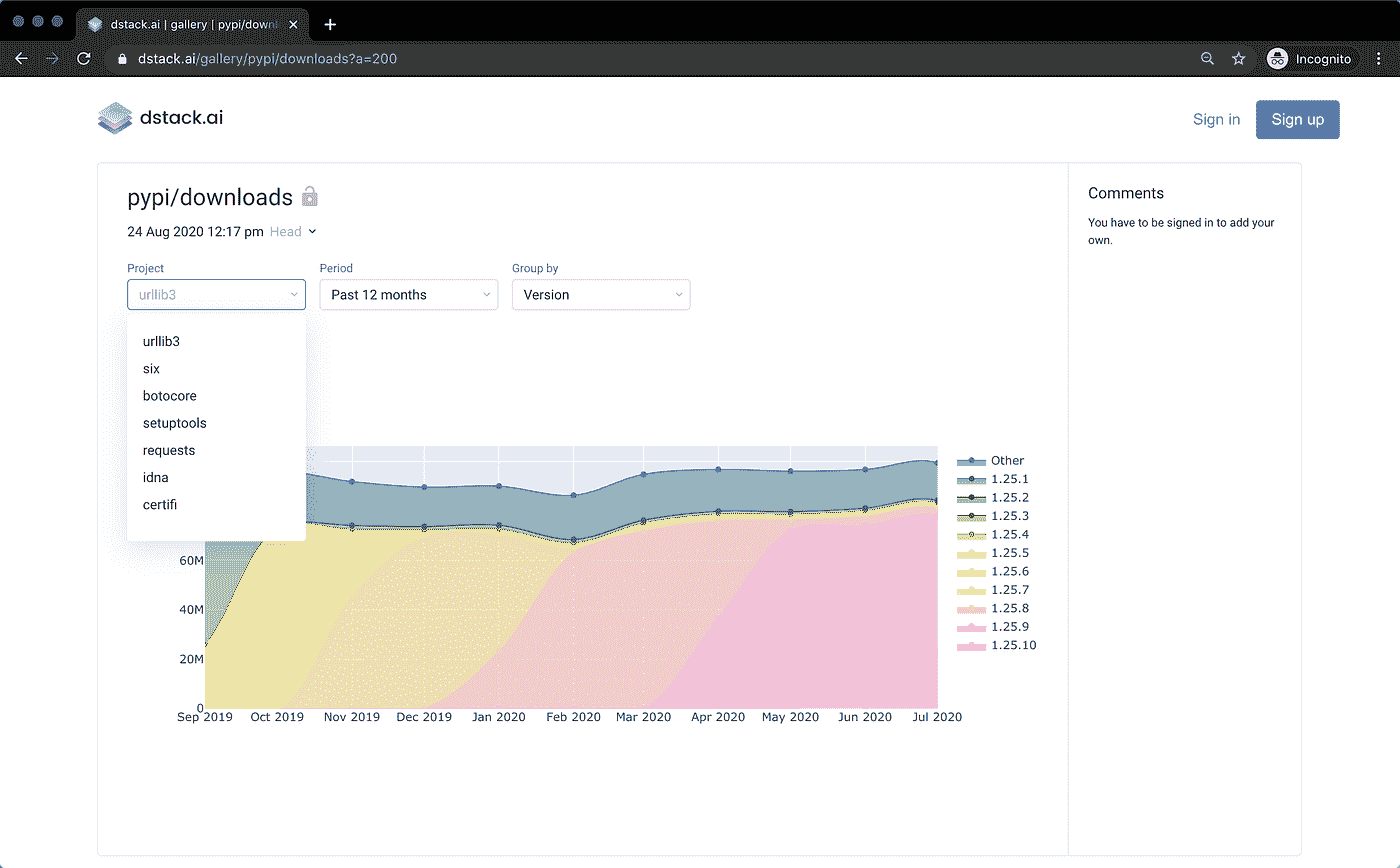 dstack.ai | gallery | pypi/down
dstack.ai/gallery/pypi/downloads?a=200
Incognito
dstack.ai
Sign in
Sign up
pypi/downloads
24 Aug 2020 12:17 pm Head
Project
Period
Group by
urllib3
Past 12 months
Version
urllib3
six
botocore
setuptools
requests
idna
certifi
60M
40M
20M
0
Sep 2019 Oct 2019 Nov 2019 Dec 2019 Jan 2020 Feb 2020 Mar 2020 Apr 2020 May 2020 Jun 2020 Jul 2020
Other
1.25.1
1.25.2
1.25.3
1.25.4
1.25.5
1.25.6
1.25.7
1.25.8
1.25.9
1.25.10
Comments
You have to be signed in to add your
own.